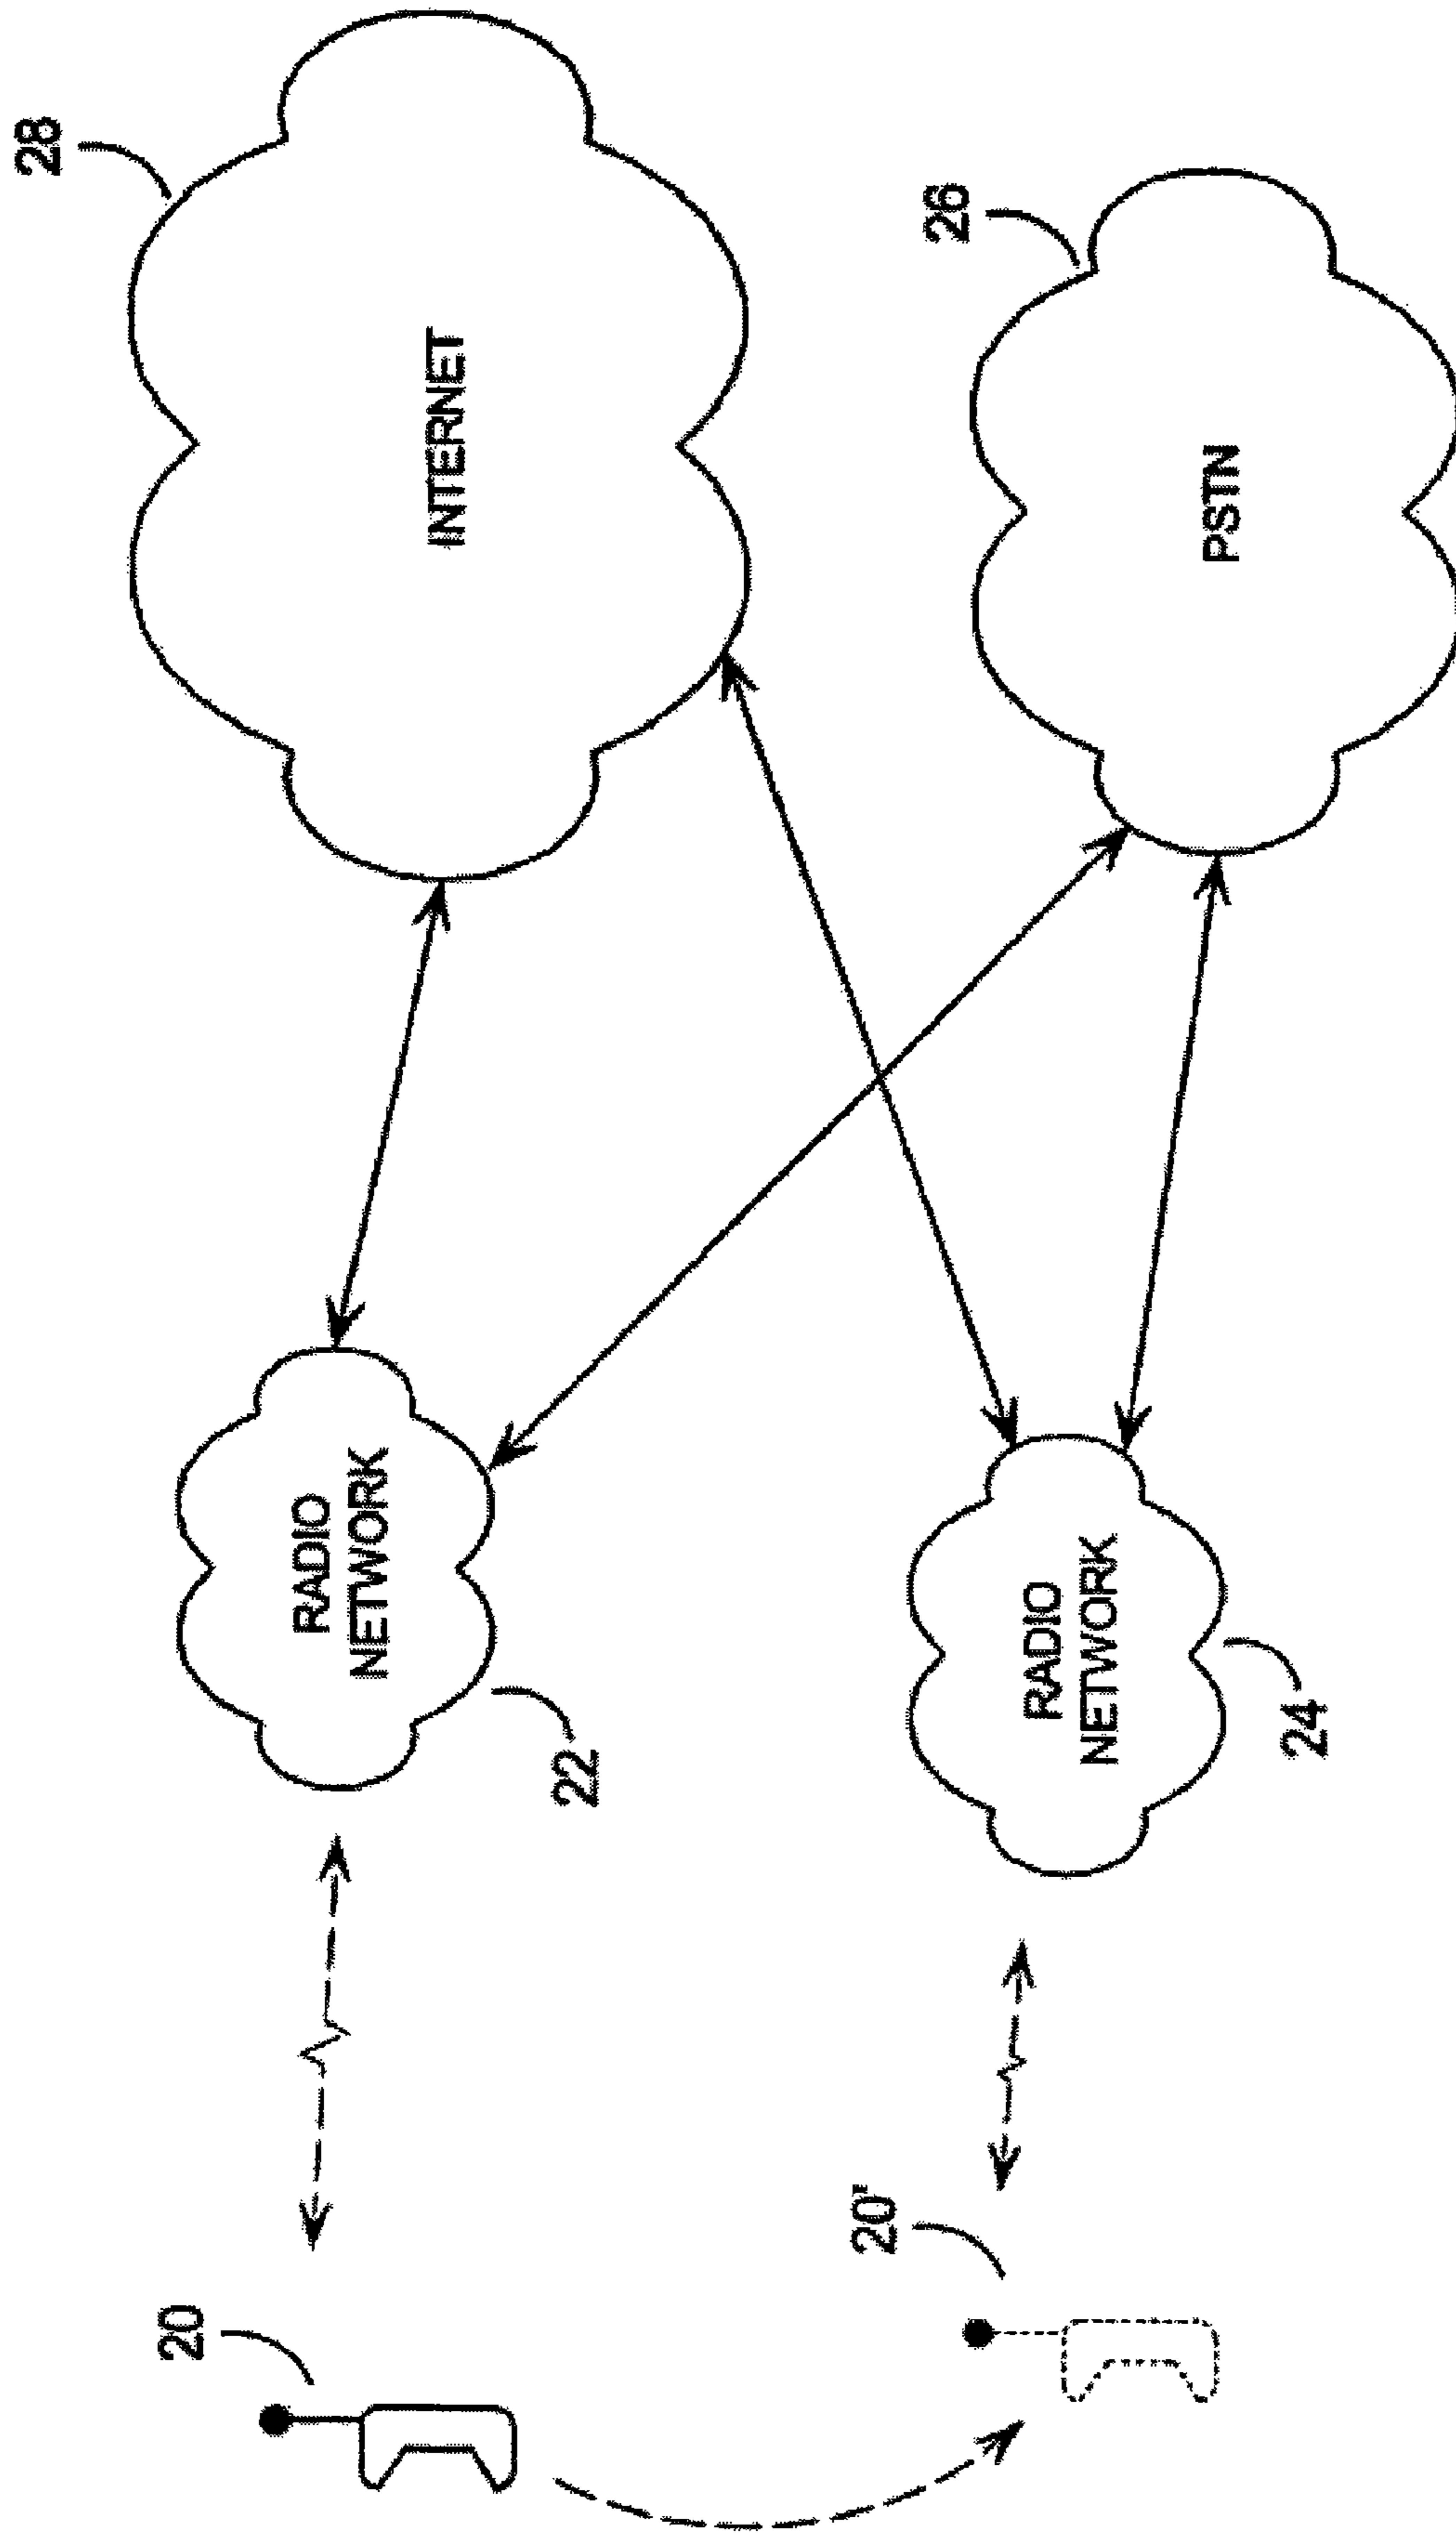 28
INTERNET
26
PSTN
RADIO
NETWORK
22
RADIO
NETWORK
24
20
20"